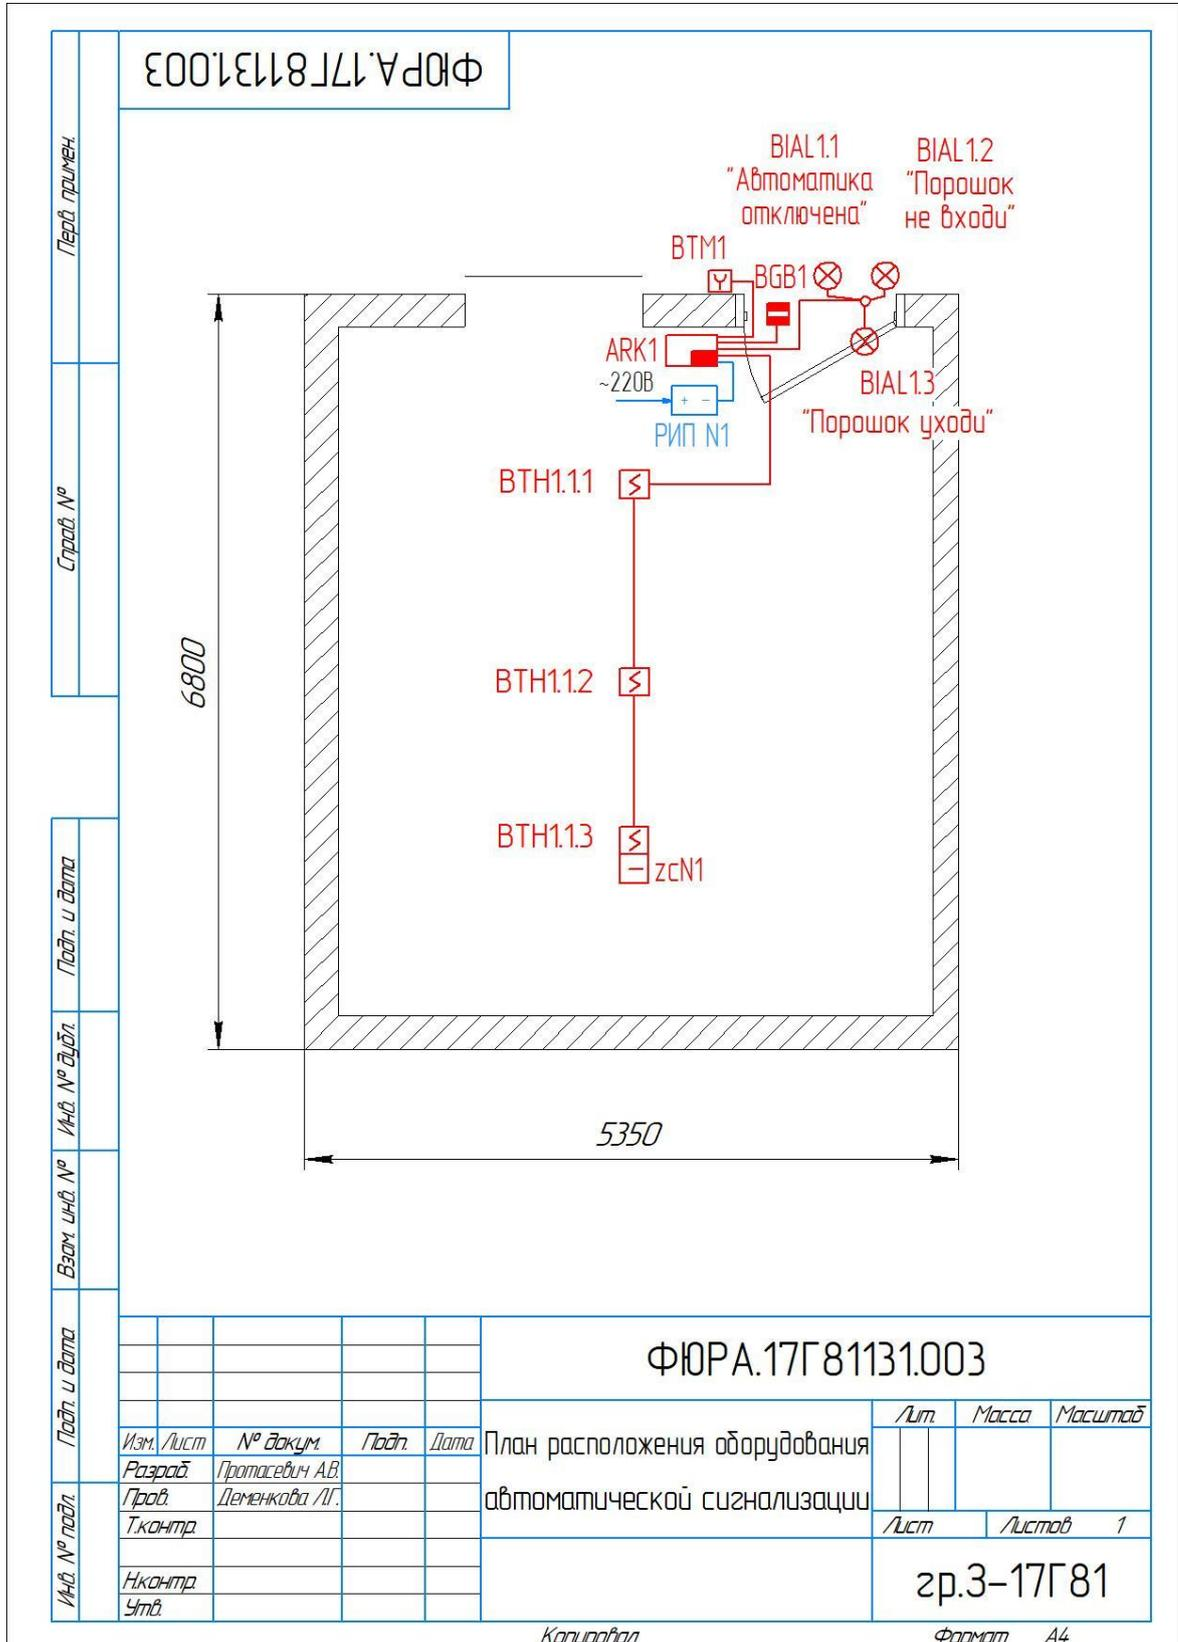 ФЮРА.17Г81131.003
Перв. примен.
Справ. №
Подп. и дата
Инв. № дубл.
Взам. инв. №
Подп. и дата
Инв. № подл.
BIAL1.1
"Автоматика
отключена"
BIAL1.2
"Порошок
не входи"
BTM1
BGB1
ARK1
~220В
+ -
РИП N1
BIAL1.3
"Порошок уходи"
BTH1.1.1
BTH1.1.2
BTH1.1.3
zcN1
6800
5350
ФЮРА.17Г81131.003
Изм. Лист № докум. Подп. Дата
Разраб. Протасевич А.В.
Пров. Деменкова Л.Г.
Т.контр.
Н.контр.
Утв.
План расположения оборудования
автоматической сигнализации
Лит. Масса Масштаб
Лист Листов 1
гр.З-17Г81
Копировал Формат А4